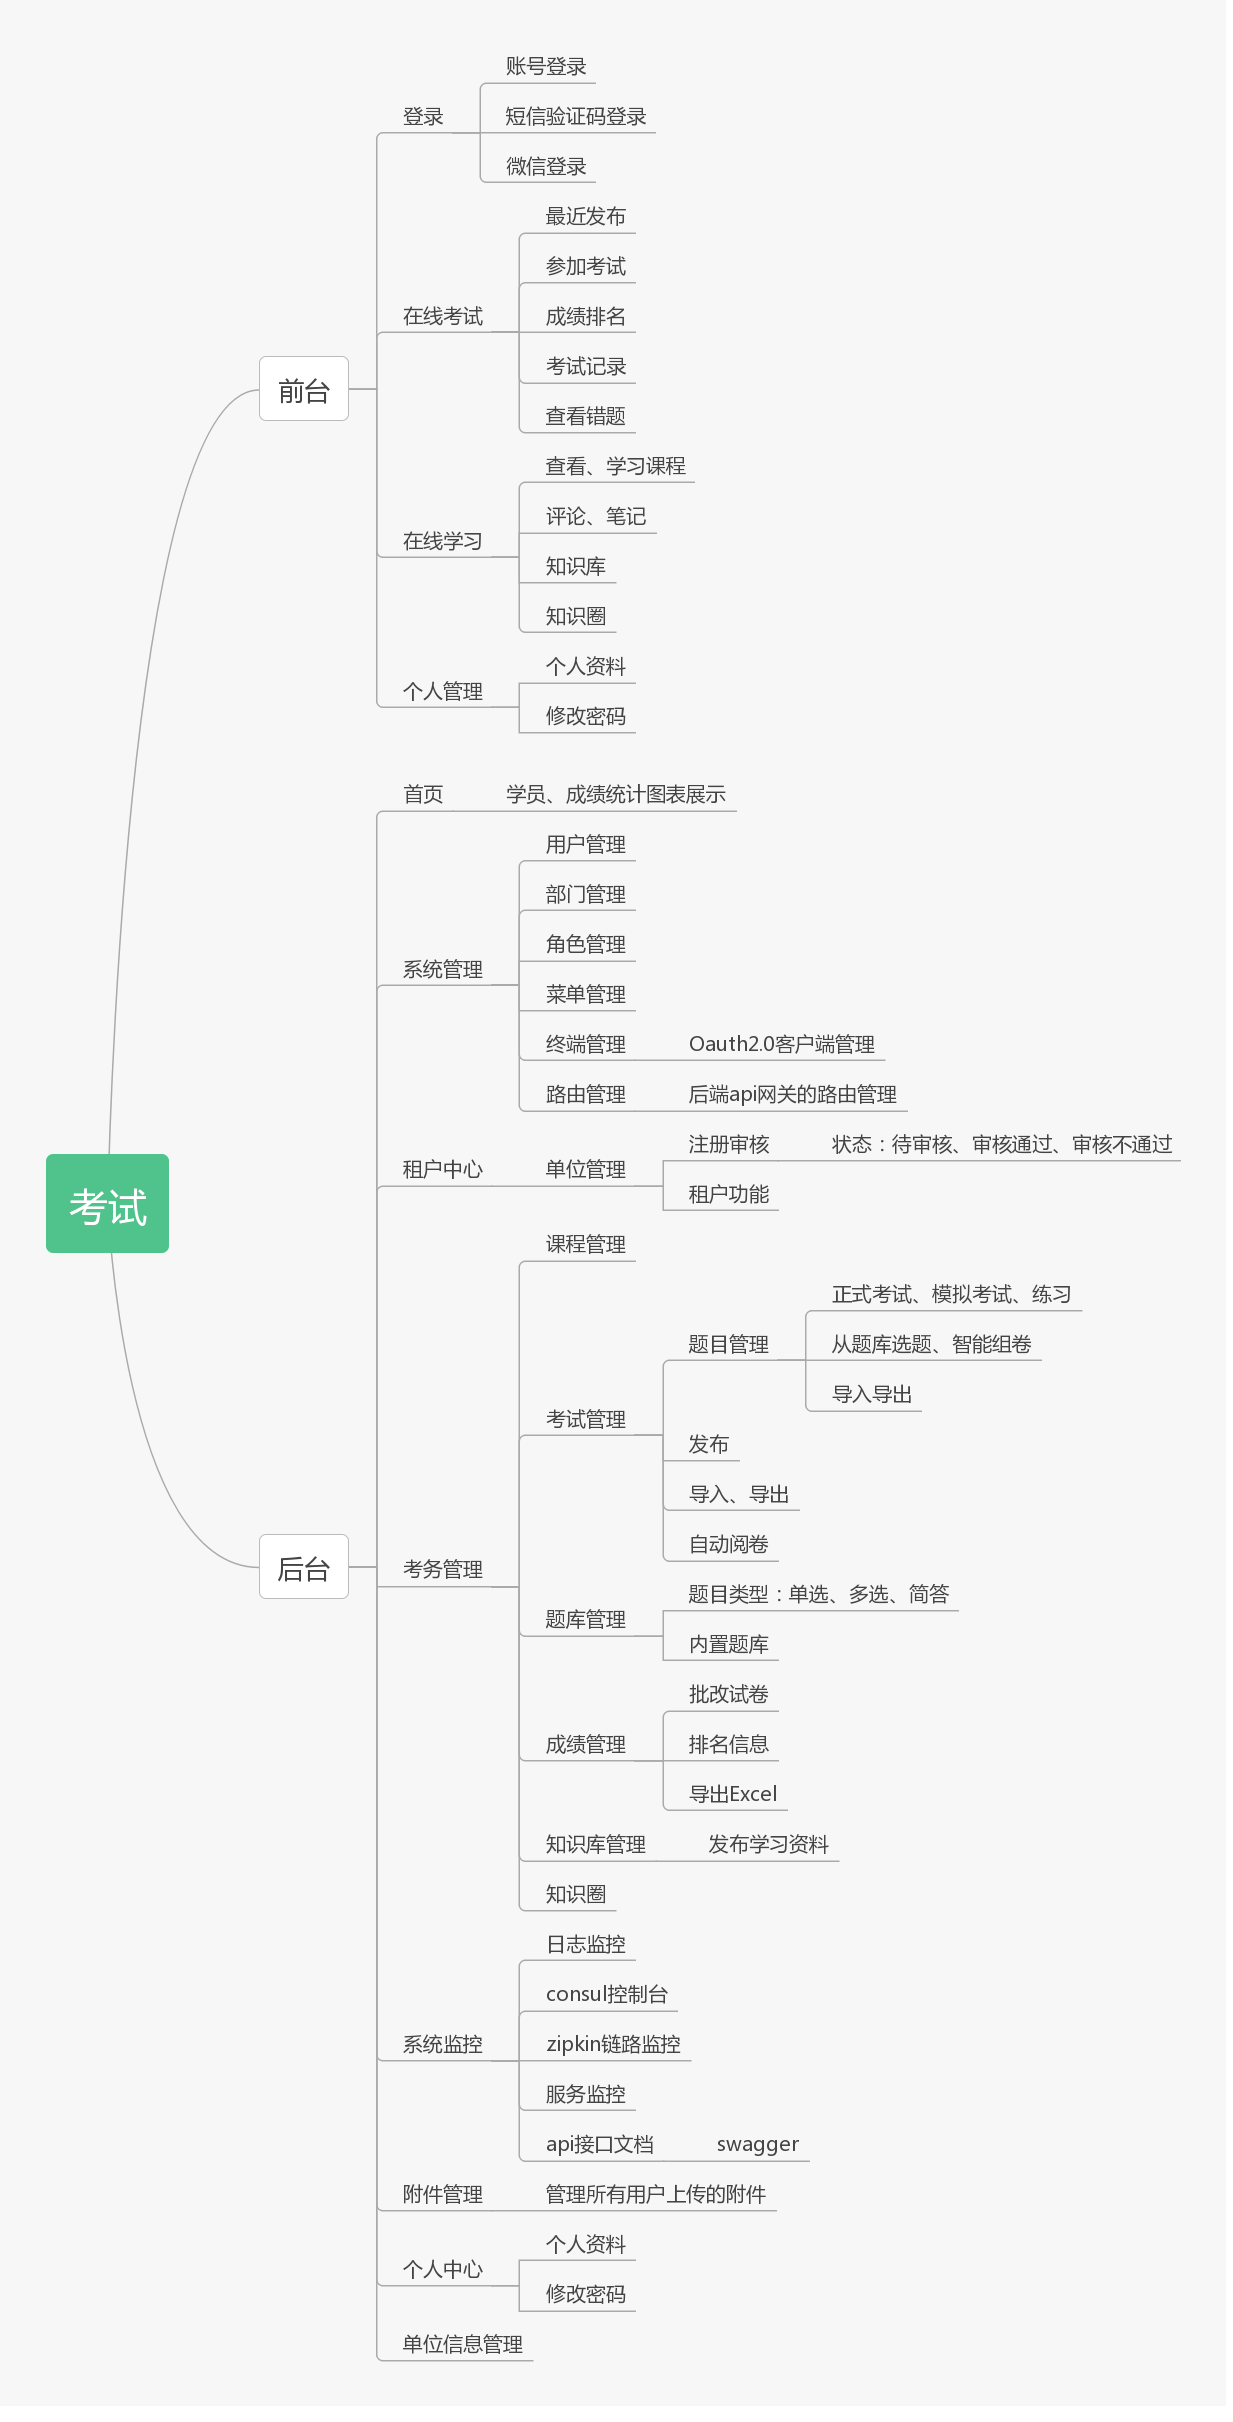 考试
前台
登录
账号登录
短信验证码登录
微信登录
在线考试
最近发布
参加考试
成绩排名
考试记录
查看错题
在线学习
查看、学习课程
评论、笔记
知识库
知识圈
个人管理
个人资料
修改密码
后台
首页
学员、成绩统计图表展示
系统管理
用户管理
部门管理
角色管理
菜单管理
终端管理
Oauth2.0客户端管理
路由管理
后端api网关的路由管理
租户中心
单位管理
注册审核
状态：待审核、审核通过、审核不通过
租户功能
考务管理
课程管理
考试管理
题目管理
正式考试、模拟考试、练习
从题库选题、智能组卷
导入导出
发布
导入、导出
自动阅卷
题库管理
题目类型：单选、多选、简答
内置题库
成绩管理
批改试卷
排名信息
导出Excel
知识库管理
发布学习资料
知识圈
系统监控
日志监控
consul控制台
zipkin链路监控
服务监控
api接口文档
swagger
附件管理
管理所有用户上传的附件
个人中心
个人资料
修改密码
单位信息管理